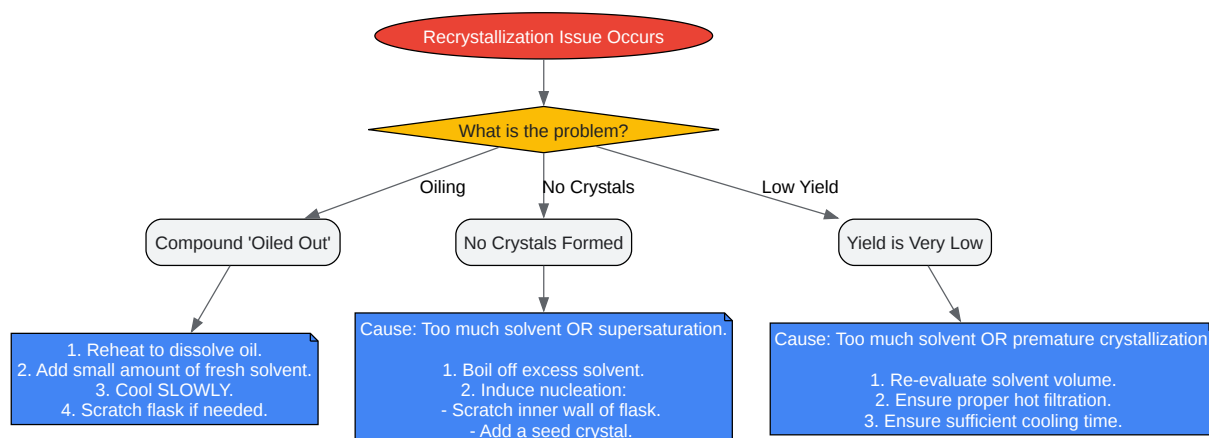 Recrystallization Issue Occurs
What is the problem?
Oiling
No Crystals
Low Yield
Compound 'Oiled Out'
No Crystals Formed
Yield is Very Low
1. Reheat to dissolve oil.
2. Add small amount of fresh solvent.
3. Cool SLOWLY.
4. Scratch flask if needed.
Cause: Too much solvent OR supersaturation.
1. Boil off excess solvent.
2. Induce nucleation:
- Scratch inner wall of flask.
- Add a seed crystal.
Cause: Too much solvent OR premature crystallization
1. Re-evaluate solvent volume.
2. Ensure proper hot filtration.
3. Ensure sufficient cooling time.